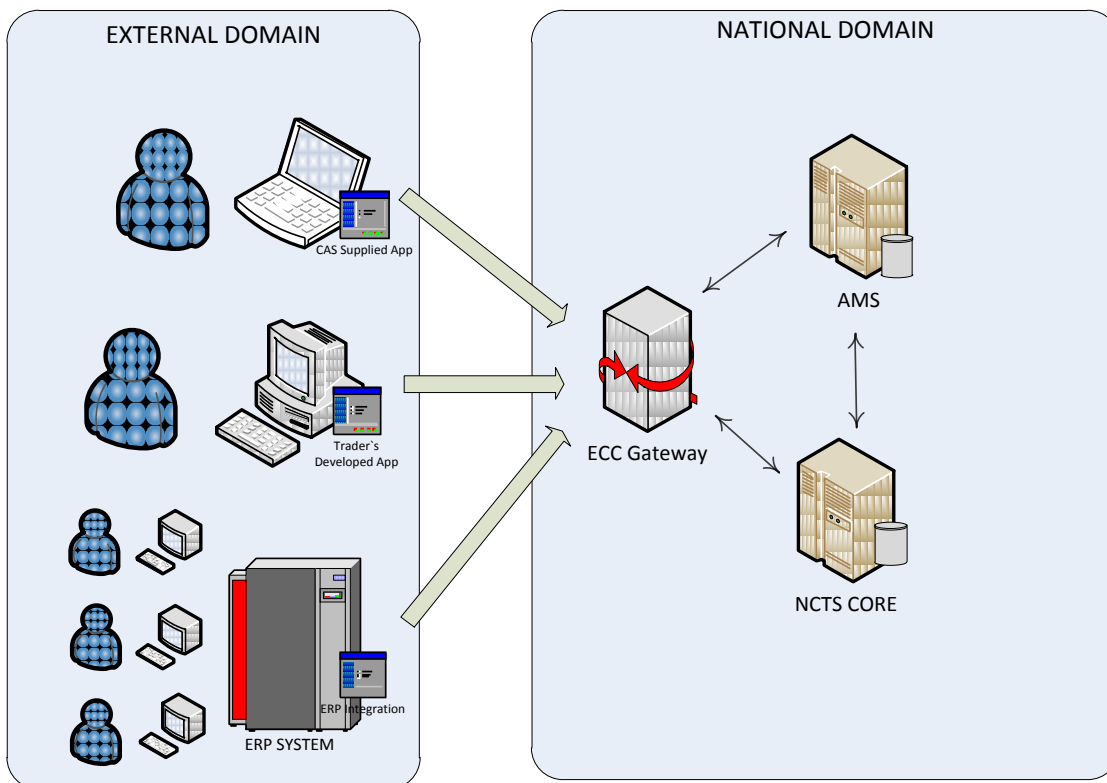 EXTERNAL DOMAIN
NATIONAL DOMAIN
CAS Supplied App
AMS
Trader`s
Developed App
ECC Gateway
NCTS CORE
ERP Integration
ERP SYSTEM